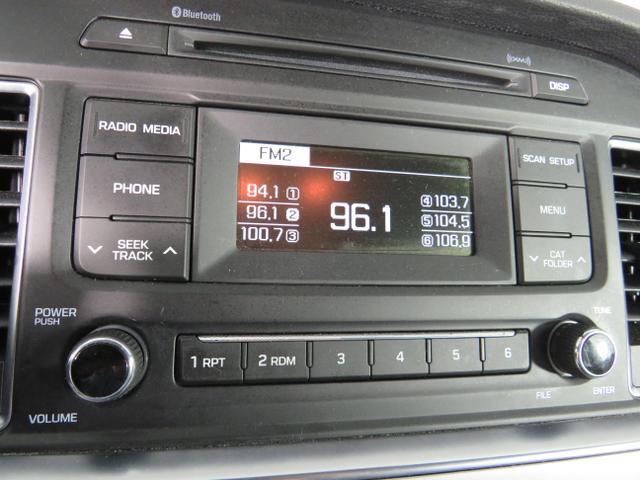 Bluetooth
((XM))
DISP
RADIO MEDIA
PHONE
SEEK
TRACK
FM2
ST
94.1 1
96.1 2
100.7 3
96.1
4 103.7
5 104.5
6 106.9
SCAN SETUP
MENU
CAT
FOLDER
POWER
PUSH
VOLUME
1 RPT
2 RDM
3
4
5
6
TUNE
FILE
ENTER